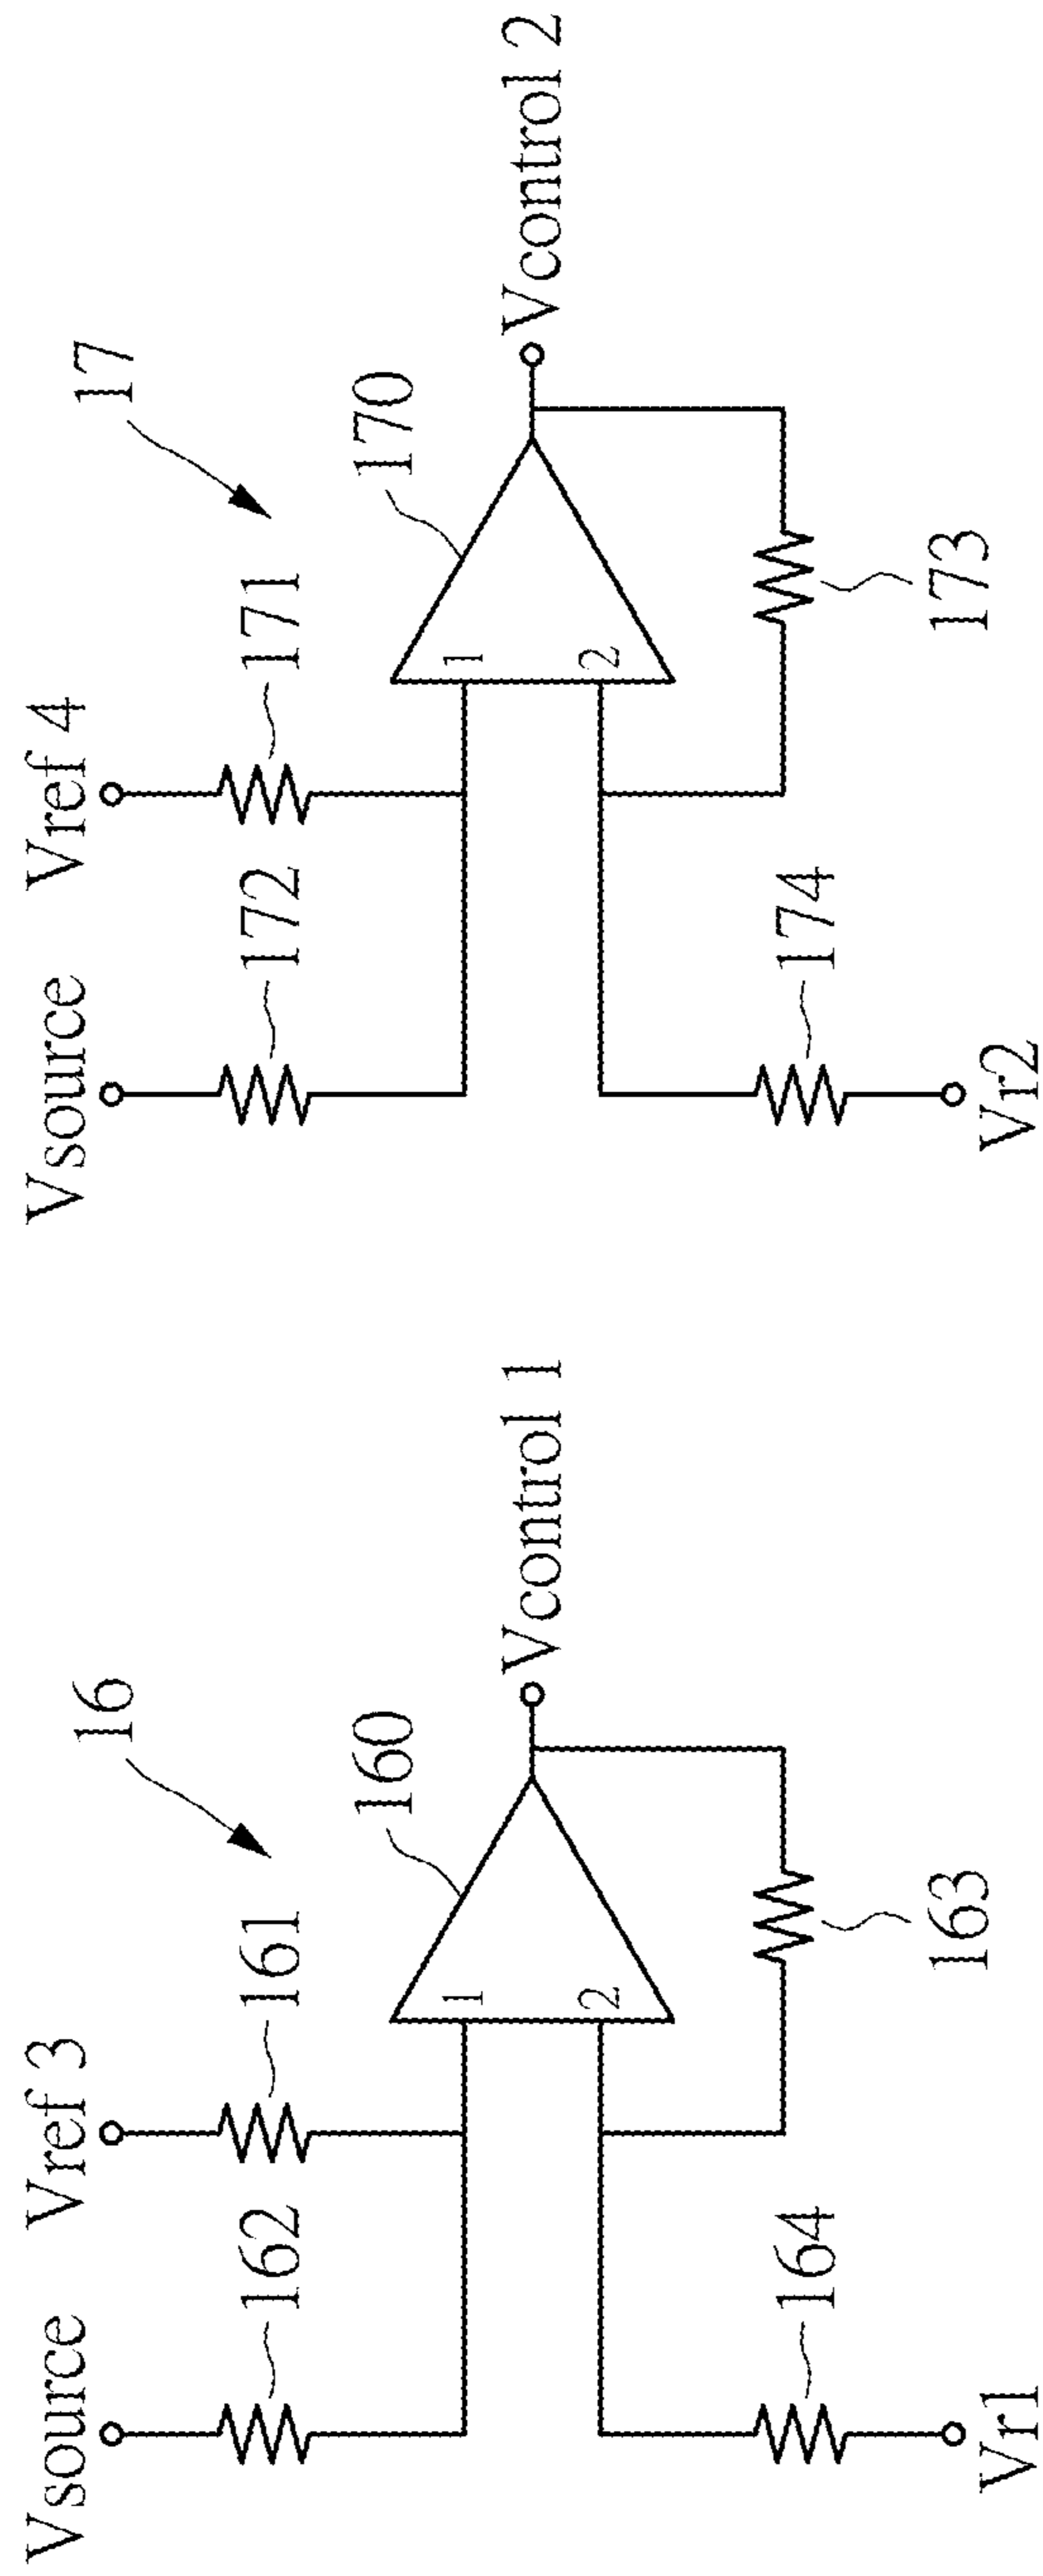 Vsource
Vref 3
16
162
161
160
1
2
Vcontrol 1
164
163
Vr1
Vsource
Vref 4
17
172
171
170
1
2
Vcontrol 2
174
173
Vr2